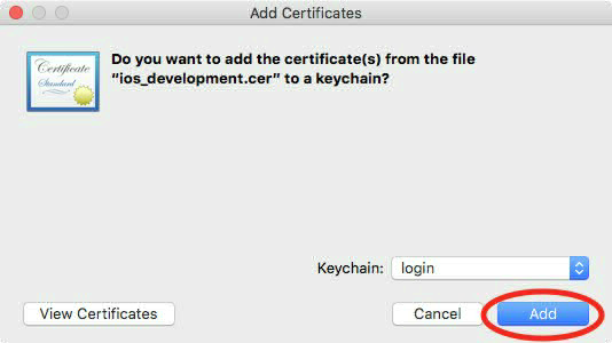 Add Certificates
Certificate
Standard
Do you want to add the certificate(s) from the file
“ios_development.cer” to a keychain?
Keychain: login
View Certificates Cancel Add